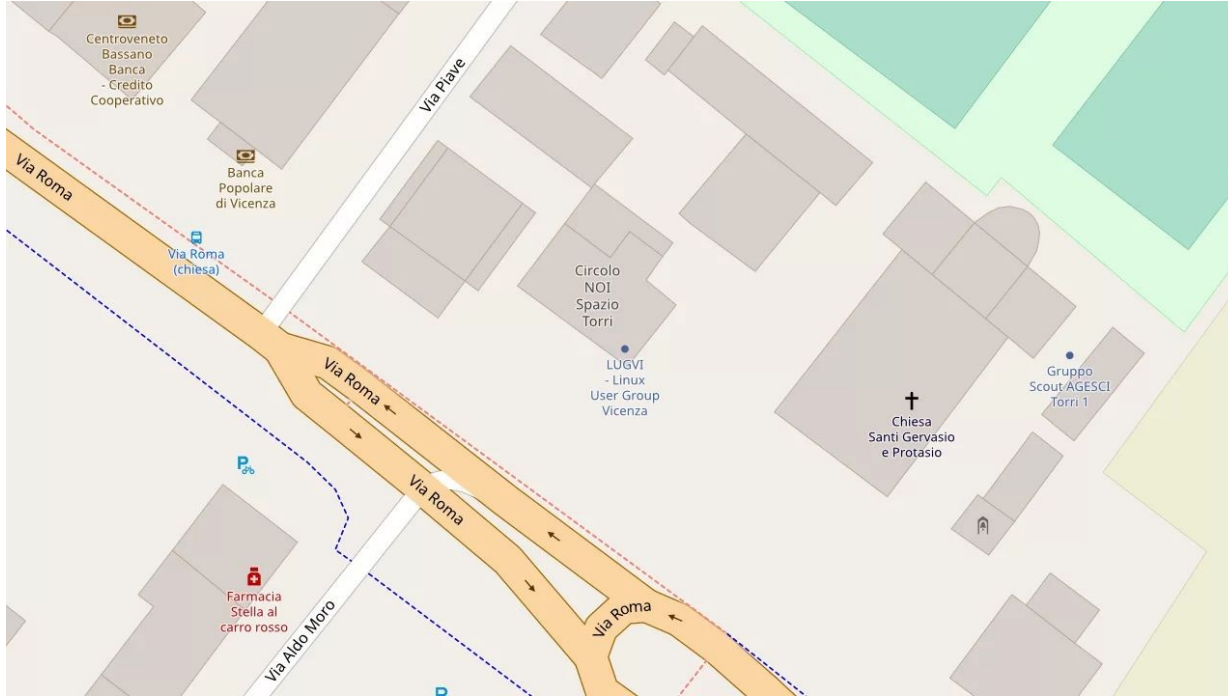 Centroveneto
Bassano
Banca
- Credito
Cooperativo
Via Piave
Via Roma
Banca
Popolare
di Vicenza
Via Roma
(chiesa)
Circolo
NOI
Spazio
Torri
Via Roma
LUGVI
- Linux
User Group
Vicenza
Gruppo
Scout AGESCI
Torri 1
Chiesa
Santi Gervasio
e Protasio
P
Via Roma
Farmacia
Stella al
carro rosso
Via Roma
Via Aldo Moro
P